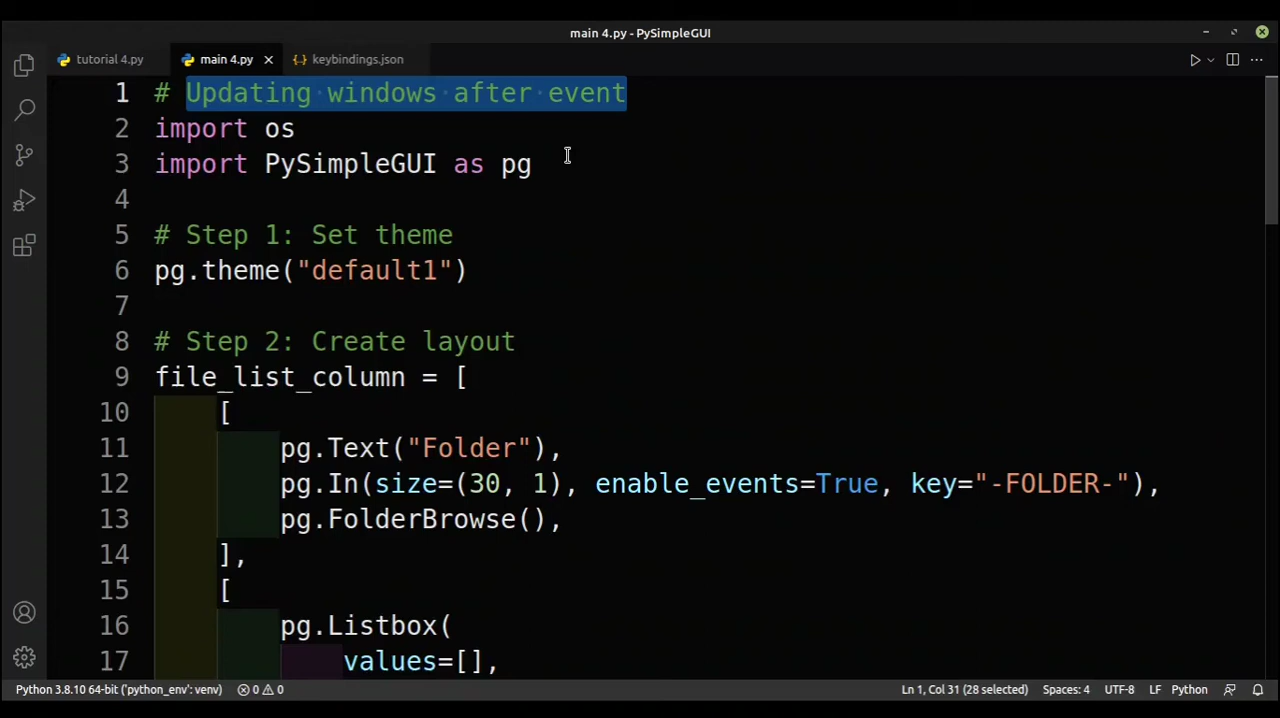 main 4.py - PySimpleGUI
tutorial 4.py main 4.py keybindings.json
1 # Updating windows after event
2 import os
3 import PySimpleGUI as pg
4
5 # Step 1: Set theme
6 pg.theme("default1")
7
8 # Step 2: Create layout
9 file_list_column = [
10 [
11 pg.Text("Folder"),
12 pg.In(size=(30, 1), enable_events=True, key="-FOLDER-"),
13 pg.FolderBrowse(),
14 ],
15 [
16 pg.Listbox(
17 values=[],
Python 3.8.10 64-bit ('python_env': venv) 0 0 Ln 1, Col 31 (28 selected) Spaces: 4 UTF-8 LF Python